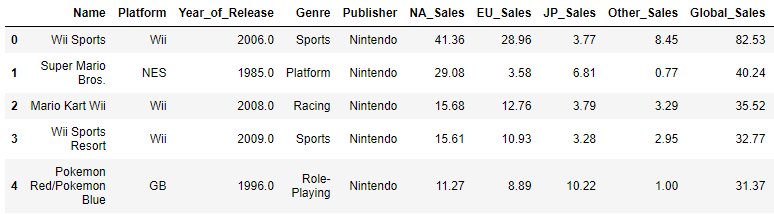 Name Platform Year_of_Release Genre Publisher NA_Sales EU_Sales JP_Sales Other_Sales Global_Sales
0 Wii Sports Wii 2006.0 Sports Nintendo 41.36 28.96 3.77 8.45 82.53
1 Super Mario Bros. NES 1985.0 Platform Nintendo 29.08 3.58 6.81 0.77 40.24
2 Mario Kart Wii Wii 2008.0 Racing Nintendo 15.68 12.76 3.79 3.29 35.52
3 Wii Sports Resort Wii 2009.0 Sports Nintendo 15.61 10.93 3.28 2.95 32.77
4 Pokemon Red/Pokemon Blue GB 1996.0 Role-Playing Nintendo 11.27 8.89 10.22 1.00 31.37